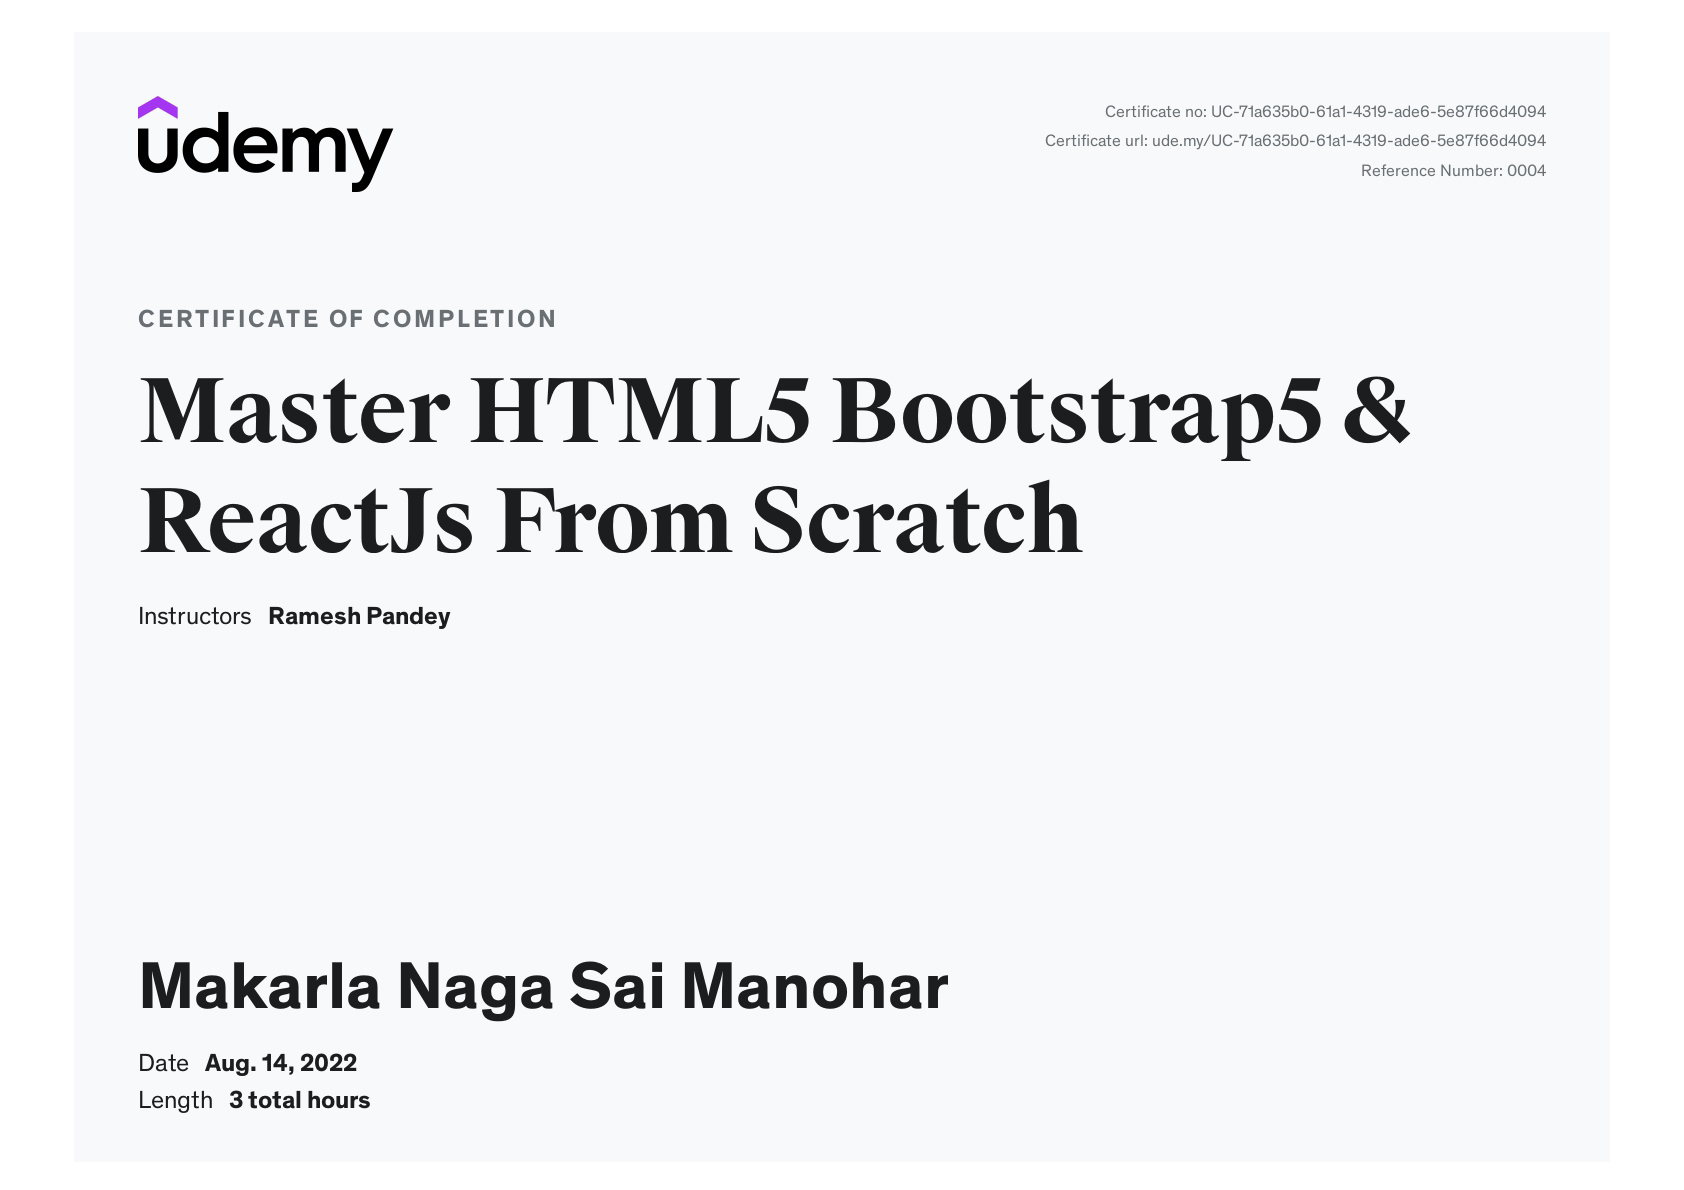 udemy
Certificate no: UC-71a635b0-61a1-4319-ade6-5e87f66d4094
Certificate url: ude.my/UC-71a635b0-61a1-4319-ade6-5e87f66d4094
Reference Number: 0004
CERTIFICATE OF COMPLETION
Master HTML5 Bootstrap5 &
ReactJs From Scratch
Instructors Ramesh Pandey
Makarla Naga Sai Manohar
Date Aug. 14, 2022
Length 3 total hours